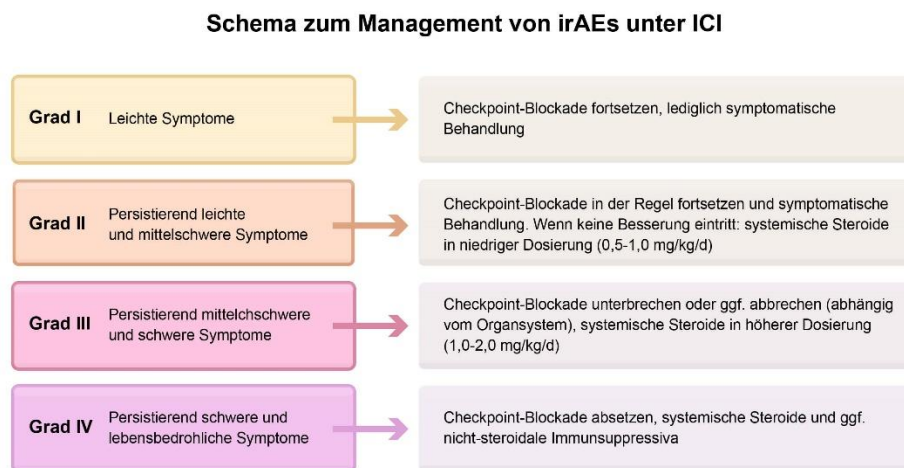 Schema zum Management von irAEs unter ICI
Grad I
Leichte Symptome
Checkpoint-Blockade fortsetzen, lediglich symptomatische
Behandlung
Grad II
Persistierend leichte
und mittelschwere Symptome
Checkpoint-Blockade in der Regel fortsetzen und symptomatische
Behandlung. Wenn keine Besserung eintritt: systemische Steroide
in niedriger Dosierung (0,5-1,0 mg/kg/d)
Grad III
Persistierend mittelchschwere
und schwere Symptome
Checkpoint-Blockade unterbrechen oder ggf. abbrechen (abhängig
vom Organsystem), systemische Steroide in höherer Dosierung
(1,0-2,0 mg/kg/d)
Grad IV
Persistierend schwere und
lebensbedrohliche Symptome
Checkpoint-Blockade absetzen, systemische Steroide und ggf.
nicht-steroidale Immunsuppressiva